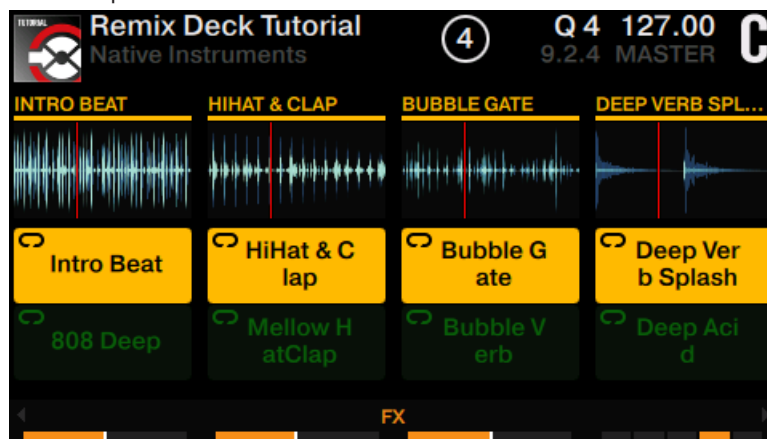 TUTORIAL
Remix Deck Tutorial
Native Instruments
4
Q 4 127.00
9.2.4 MASTER
C
INTRO BEAT
HIHAT & CLAP
BUBBLE GATE
DEEP VERB SPL...
Intro Beat
HiHat & C
lap
Bubble G
ate
Deep Ver
b Splash
808 Deep
Mellow H
atClap
Bubble V
erb
Deep Aci
d
FX